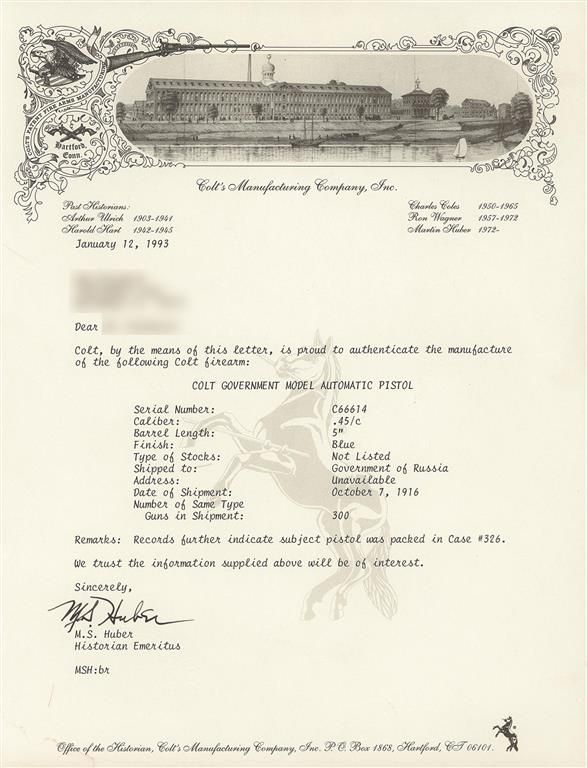 COLT'S PATENT FIRE ARMS MANUFACTURING
Hartford,
Conn.
Colt's Manufacturing Company, Inc.
Past Historians:
Arthur Ulrich 1903-1941
Harold Hart 1942-1945
Charles Coles 1950-1965
Ron Wagner 1957-1972
Martin Huber 1972-
January 12, 1993
Dear
Colt, by the means of this letter, is proud to authenticate the manufacture
of the following Colt firearm:
COLT GOVERNMENT MODEL AUTOMATIC PISTOL
Serial Number: C66614
Caliber: .45/c
Barrel Length: 5"
Finish: Blue
Type of Stocks: Not Listed
Shipped to: Government of Russia
Address: Unavailable
Date of Shipment: October 7, 1916
Number of Same Type
Guns in Shipment: 300
Remarks: Records further indicate subject pistol was packed in Case #326.
We trust the information supplied above will be of interest.
Sincerely,
M.S. Huber
M.S. Huber
Historian Emeritus
MSH:br
Office of the Historian, Colt's Manufacturing Company, Inc. P.O. Box 1868, Hartford, CT 06101.